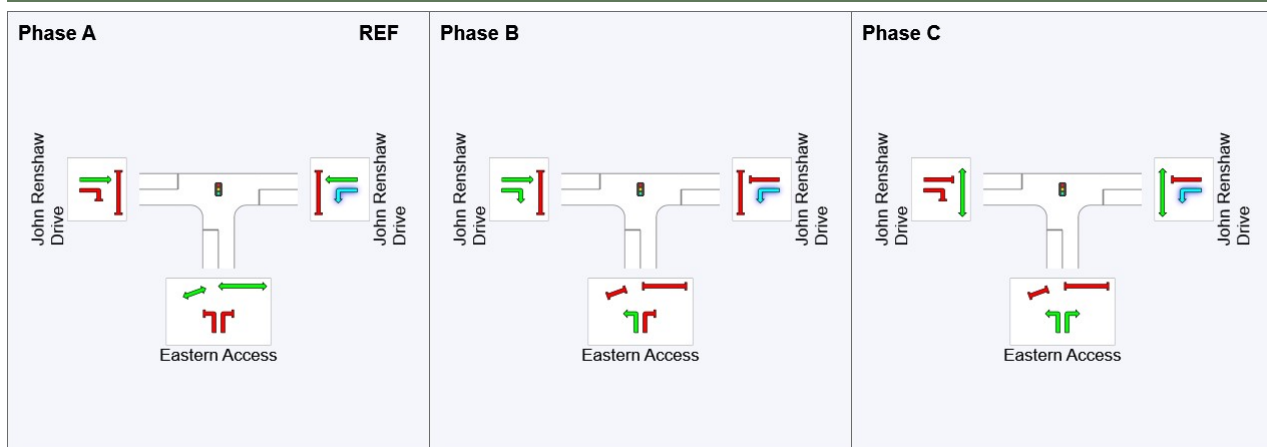 Phase A
REF
John Renshaw
Drive
John Renshaw
Drive
Eastern Access
Phase B
John Renshaw
Drive
John Renshaw
Drive
Eastern Access
Phase C
John Renshaw
Drive
John Renshaw
Drive
Eastern Access